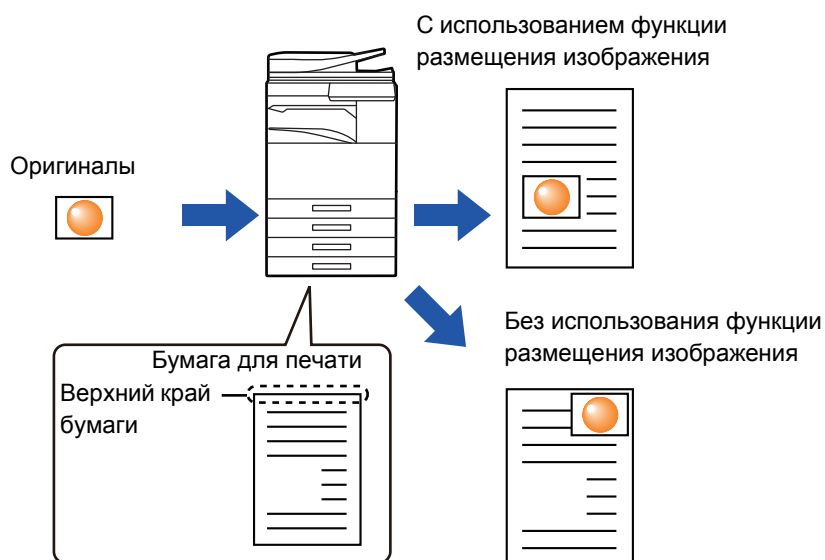 С использованием функции
размещения изображения
Оригиналы
Без использования функции
размещения изображения
Бумага для печати
Верхний край
бумаги